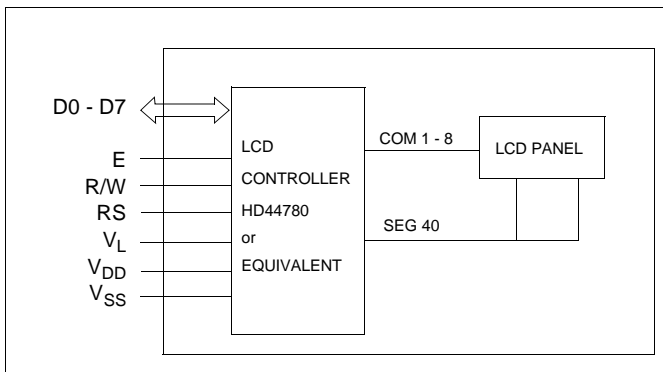 D0 - D7
E
R/W
RS
VL
VDD
VSS
LCD
CONTROLLER
HD44780
or
EQUIVALENT
COM 1 - 8
SEG 40
LCD PANEL